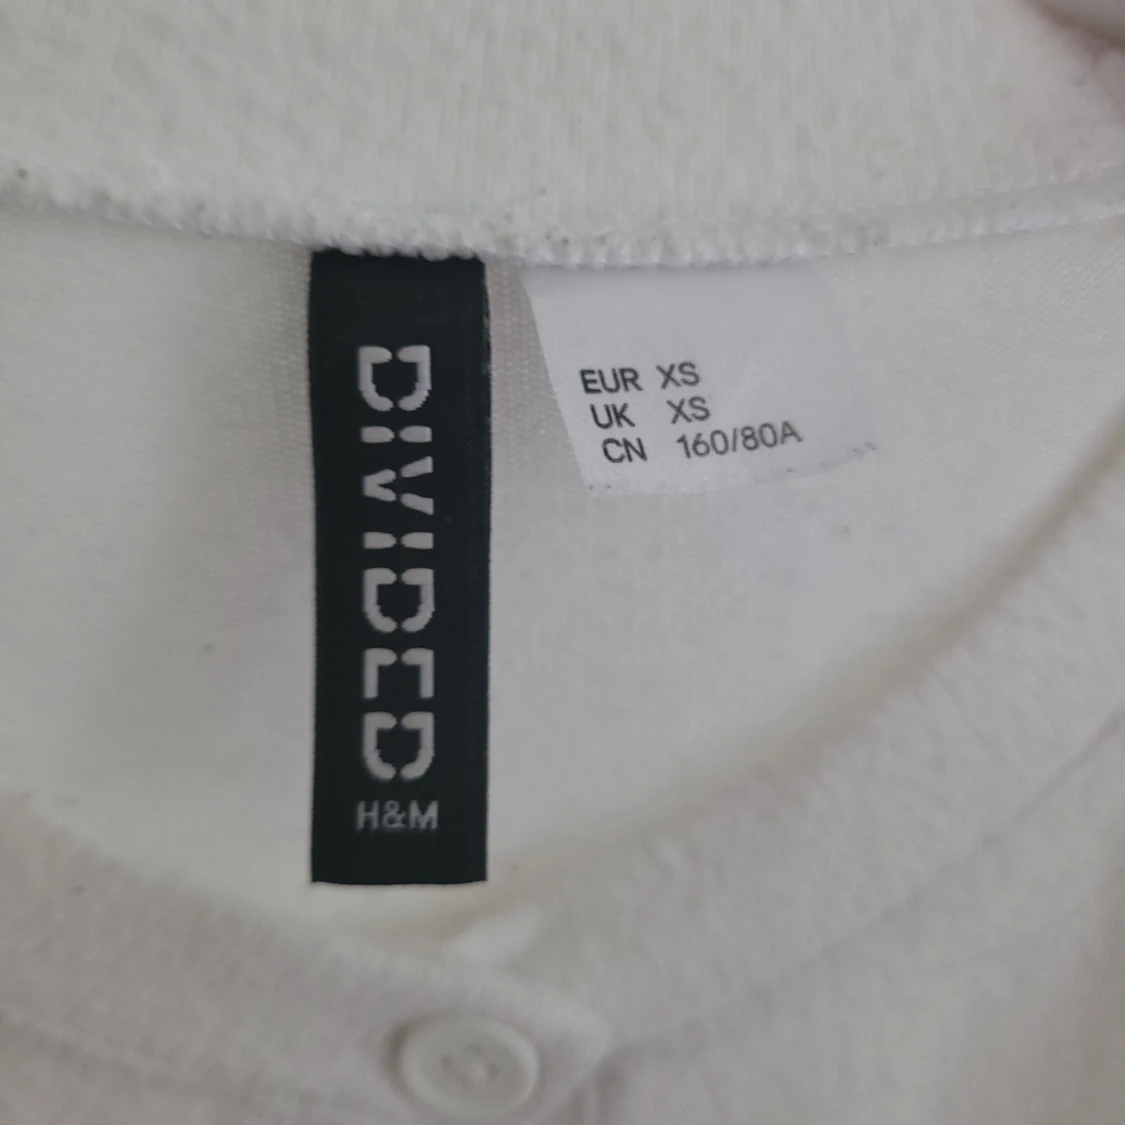 DIVIDED
H&M
EUR XS
UK XS
CN 160/80A